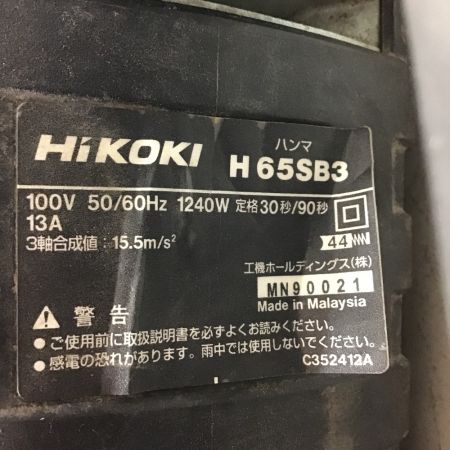 HiKOKI ハンマ H65SB3
100V 50/60Hz 1240W 定格30秒/90秒
13A
44
3軸合成値：15.5m/s²
工機ホールディングス(株)
MN90021
Made in Malaysia
警告
●ご使用前に取扱説明書を必ずよくお読みください。
●感電の恐れがあります。雨中では使用しないでください。
C352412A